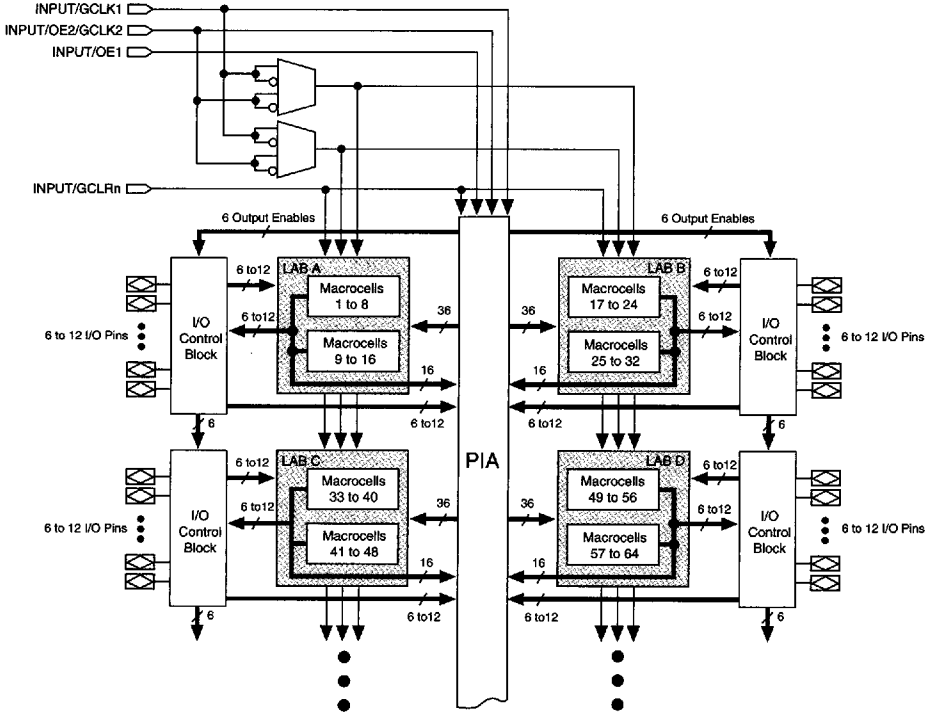 INPUT/GCLK1
INPUT/OE2/GCLK2
INPUT/OE1
INPUT/GCLRn
6 Output Enables
6 Output Enables
6 to12
LAB A
Macrocells
1 to 8
6 to12
Macrocells
9 to 16
36
16
6 to12
I/O
Control
Block
6 to 12 I/O Pins
6
LAB B
6 to12
Macrocells
17 to 24
36
6 to12
Macrocells
25 to 32
16
6 to12
I/O
Control
Block
6 to 12 I/O Pins
6
PIA
6 to12
LAB C
Macrocells
33 to 40
6 to12
Macrocells
41 to 48
36
16
6 to12
I/O
Control
Block
6 to 12 I/O Pins
6
LAB D
6 to12
Macrocells
49 to 56
36
6 to12
Macrocells
57 to 64
16
6 to12
I/O
Control
Block
6 to 12 I/O Pins
6